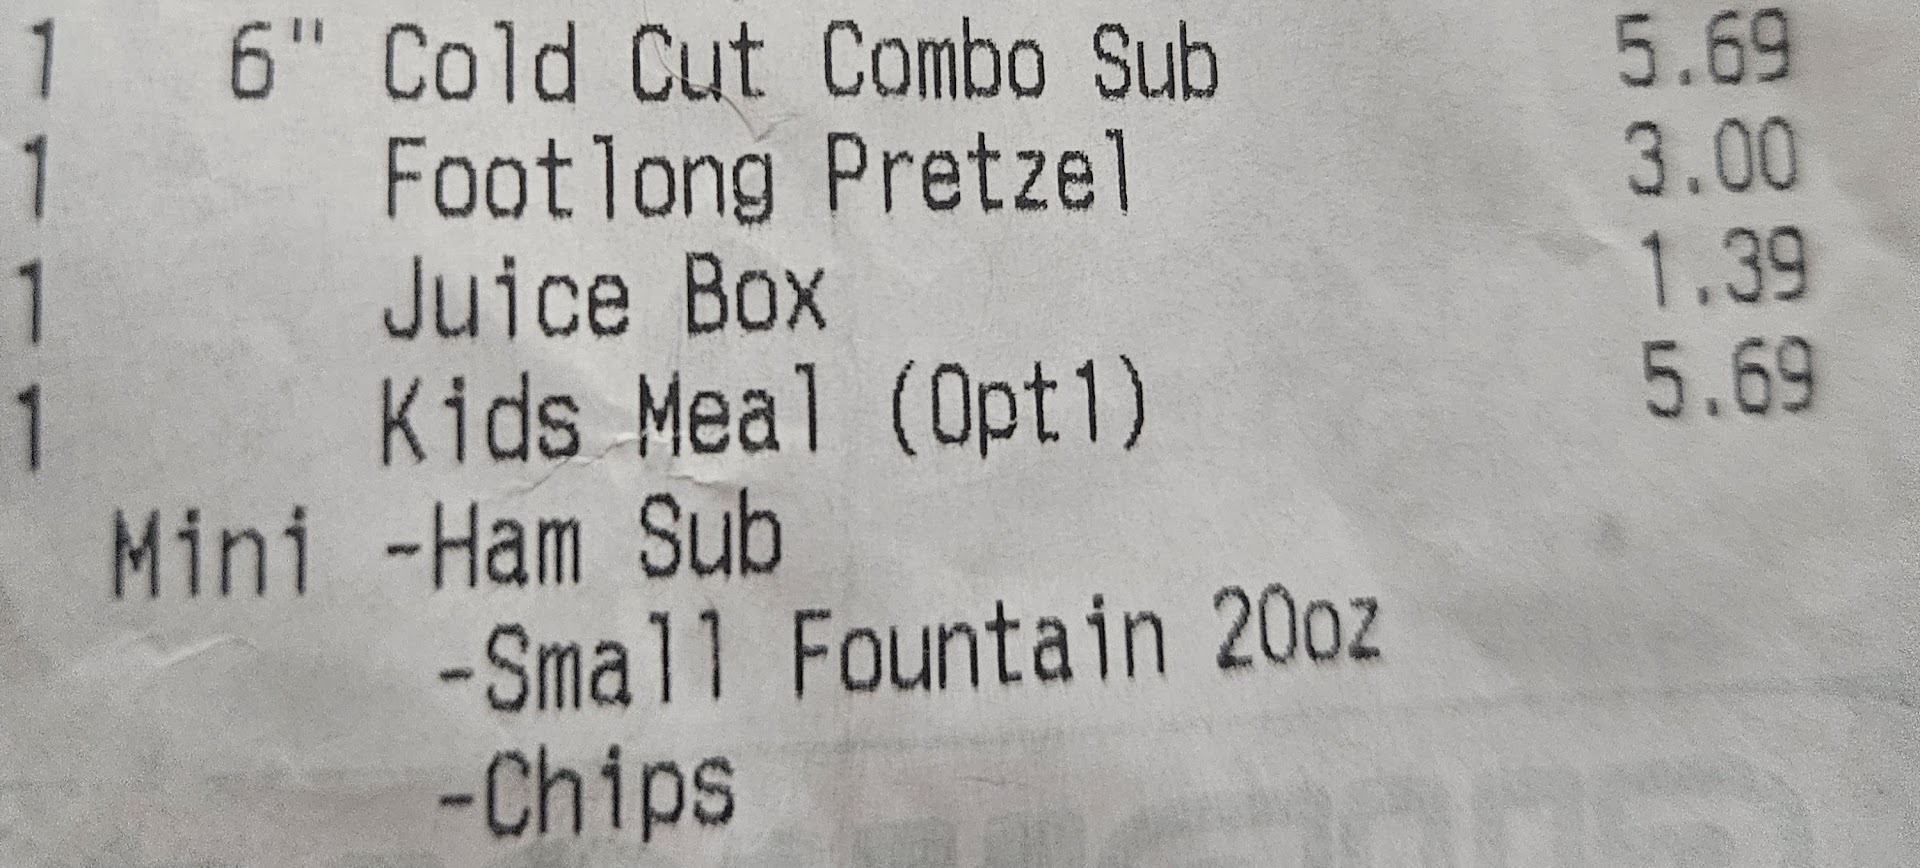 1 6" Cold Cut Combo Sub 5.69
1 Footlong Pretzel 3.00
1 Juice Box 1.39
1 Kids Meal (Opt1) 5.69
Mini -Ham Sub
-Small Fountain 20oz
-Chips